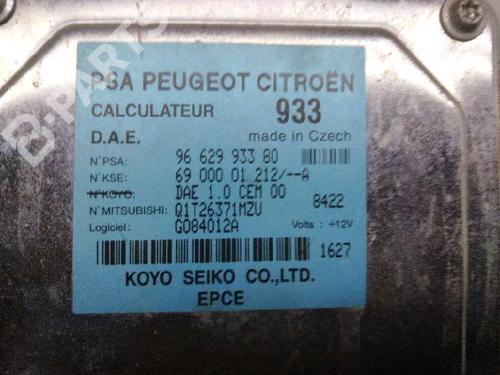 PSA PEUGEOT CITROËN
CALCULATEUR 933
D.A.E. made in Czech
N°PSA: 96 629 933 80
N°KSE: 69 000 01 212/--A
N°KOYO: DAE 1.0 CEM 00
8422
N°MITSUBISHI: Q1T26371MZU
Logiciel: G084012A Volts : +12V
1627
KOYO SEIKO CO.,LTD.
EPCE
B-PARTS